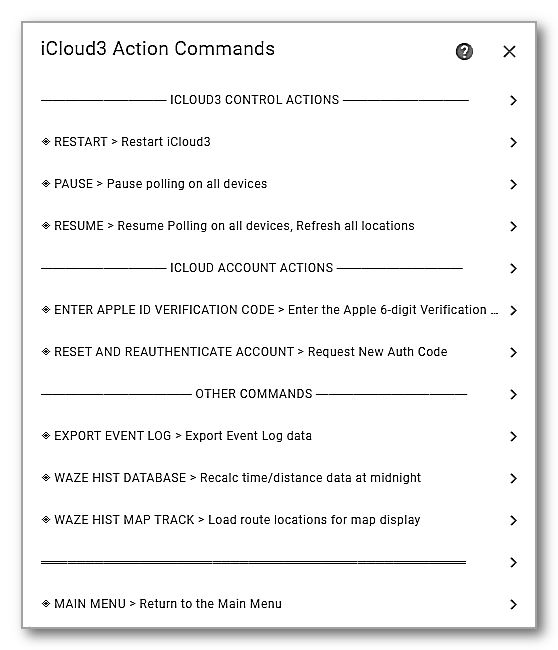 iCloud3 Action Commands
———————————— ICLOUD3 CONTROL ACTIONS ————————————
◈ RESTART > Restart iCloud3
◈ PAUSE > Pause polling on all devices
◈ RESUME > Resume Polling on all devices, Refresh all locations
———————————— ICLOUD ACCOUNT ACTIONS ————————————
◈ ENTER APPLE ID VERIFICATION CODE > Enter the Apple 6-digit Verification ...
◈ RESET AND REAUTHENTICATE ACCOUNT > Request New Auth Code
—————————————— OTHER COMMANDS ——————————————
◈ EXPORT EVENT LOG > Export Event Log data
◈ WAZE HIST DATABASE > Recalc time/distance data at midnight
◈ WAZE HIST MAP TRACK > Load route locations for map display
◈ MAIN MENU > Return to the Main Menu